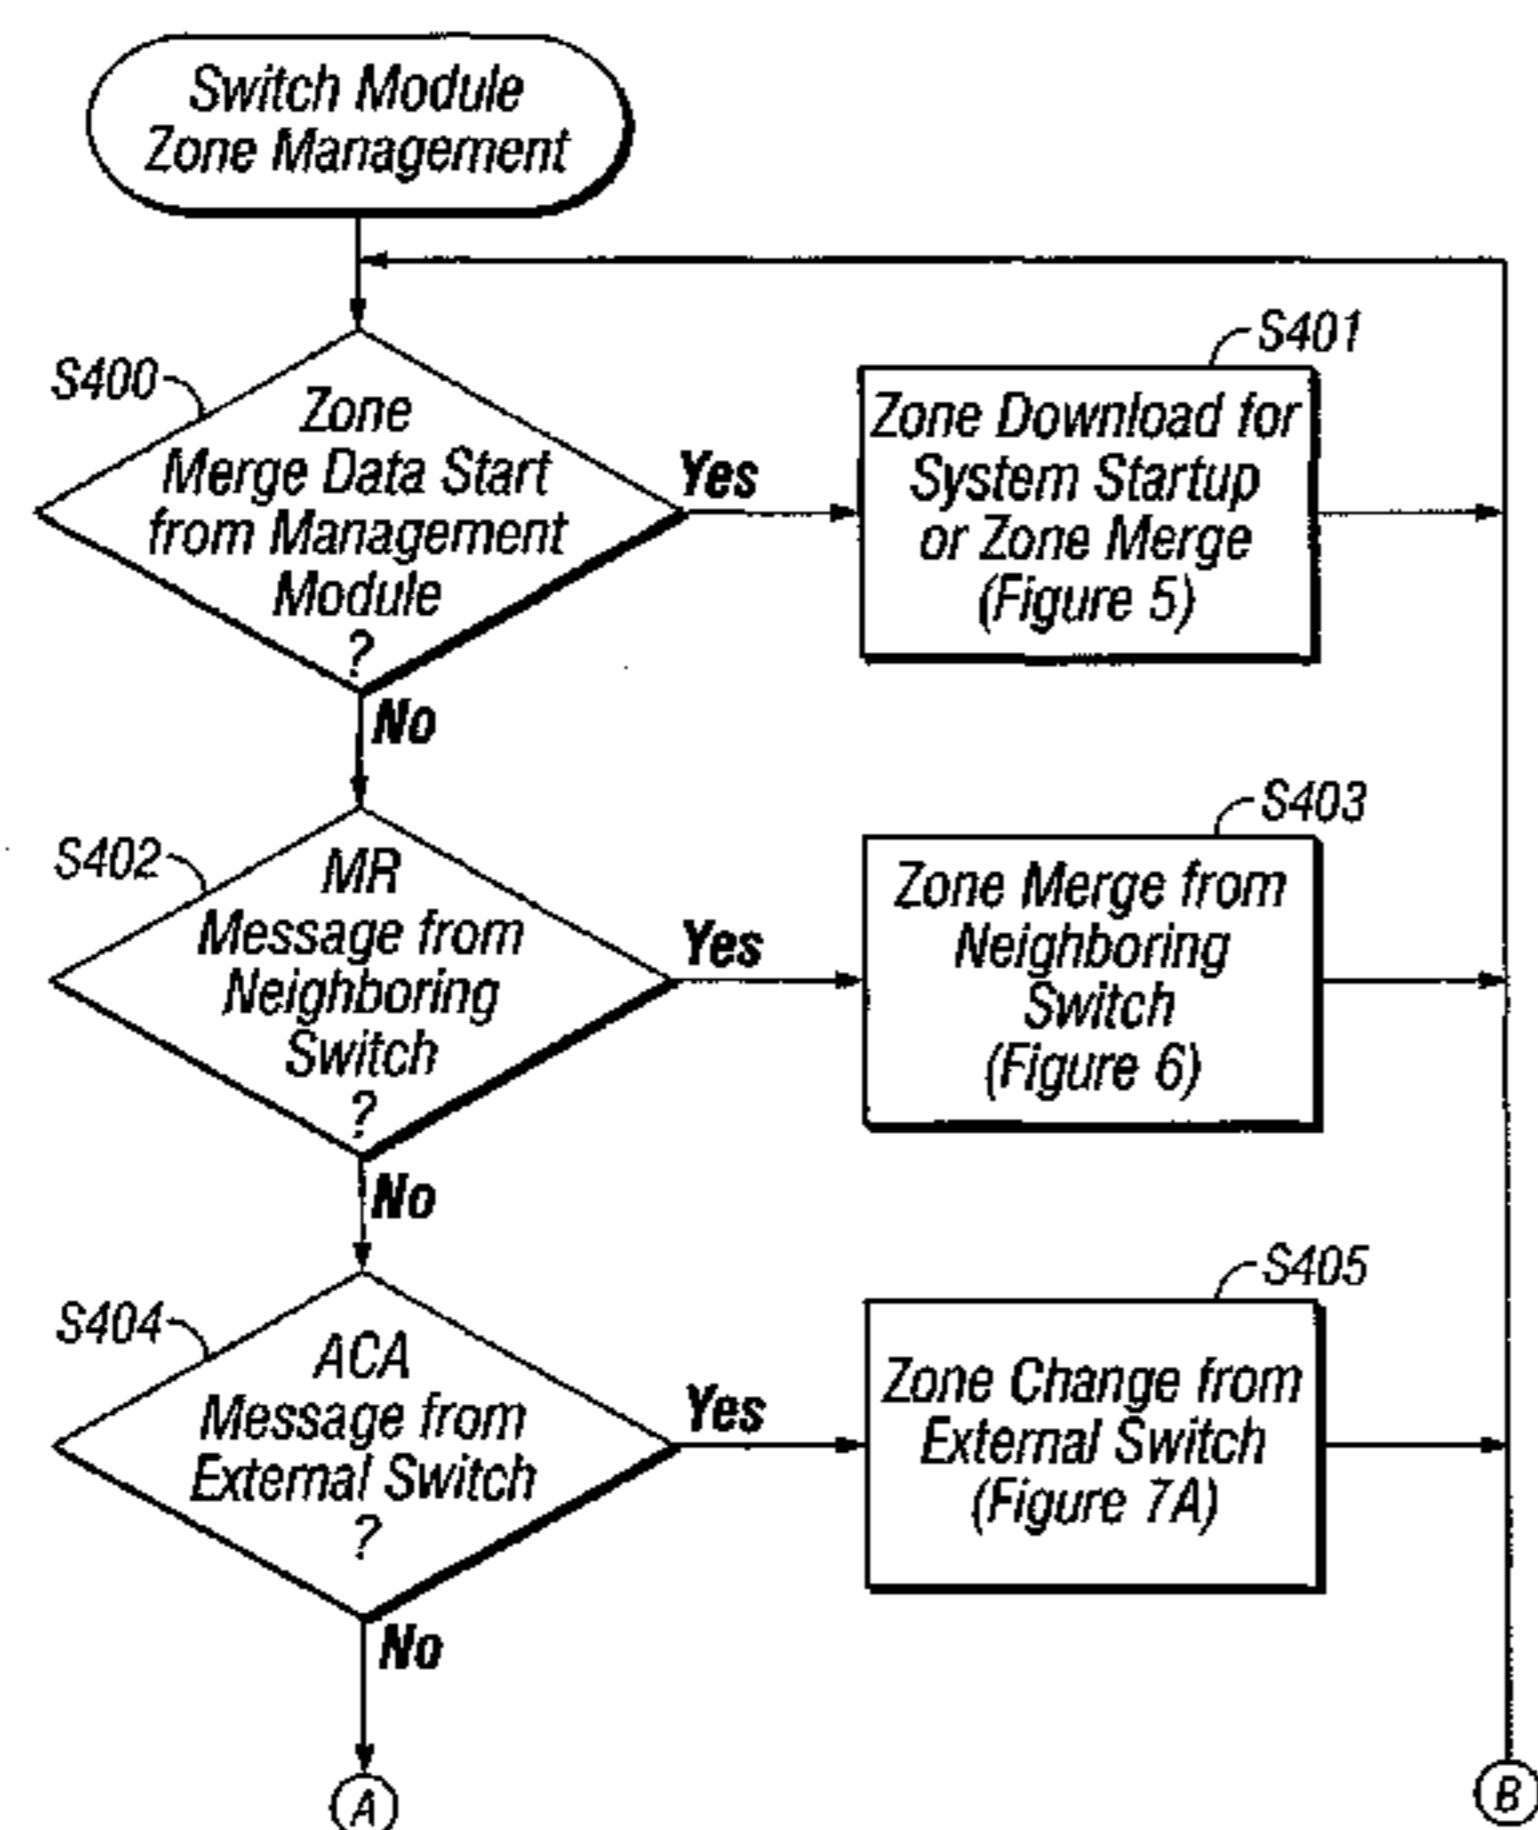 Switch Module
Zone Management
S400
Zone
Merge Data Start
from Management
Module
?
Yes
S401
Zone Download for
System Startup
or Zone Merge
(Figure 5)
No
S402
MR
Message from
Neighboring
Switch
?
Yes
S403
Zone Merge from
Neighboring
Switch
(Figure 6)
No
S404
ACA
Message from
External Switch
?
Yes
S405
Zone Change from
External Switch
(Figure 7A)
No
A
B